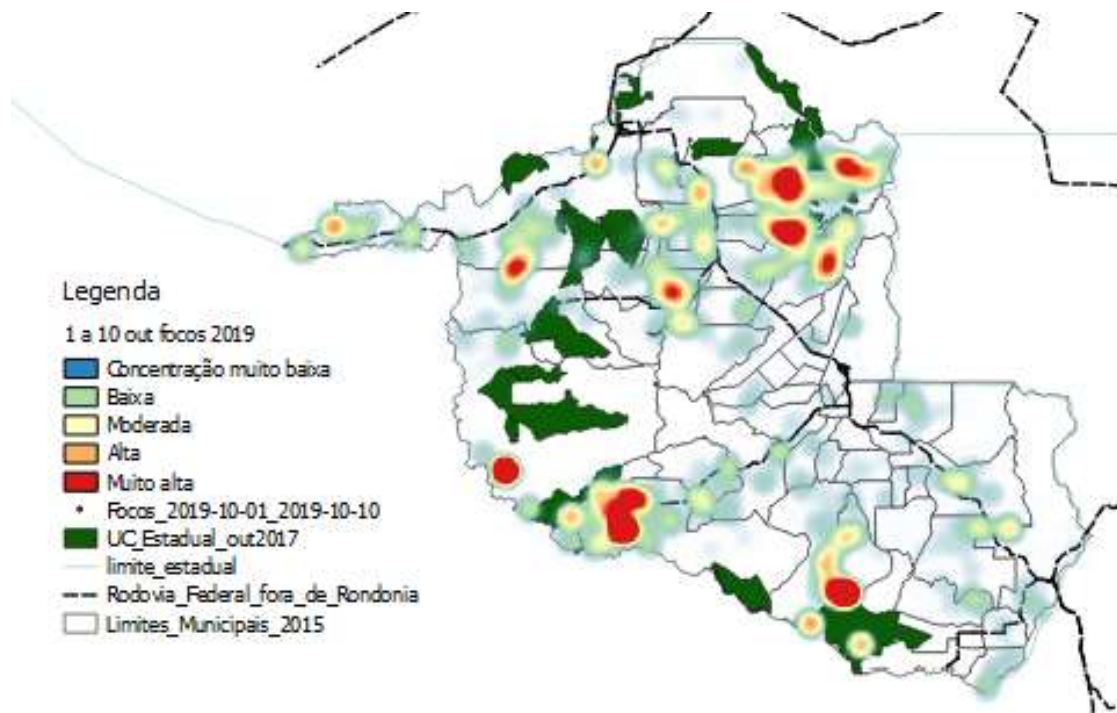 Legenda
1 a 10 out focos 2019
Concentração muito baixa
Baixa
Moderada
Alta
Muito alta
Focos_2019-10-01_2019-10-10
UC_Estadual_out2017
limite_estadual
Rodovia_Federal_fora_de_Rondonia
Limites_Municipais_2015